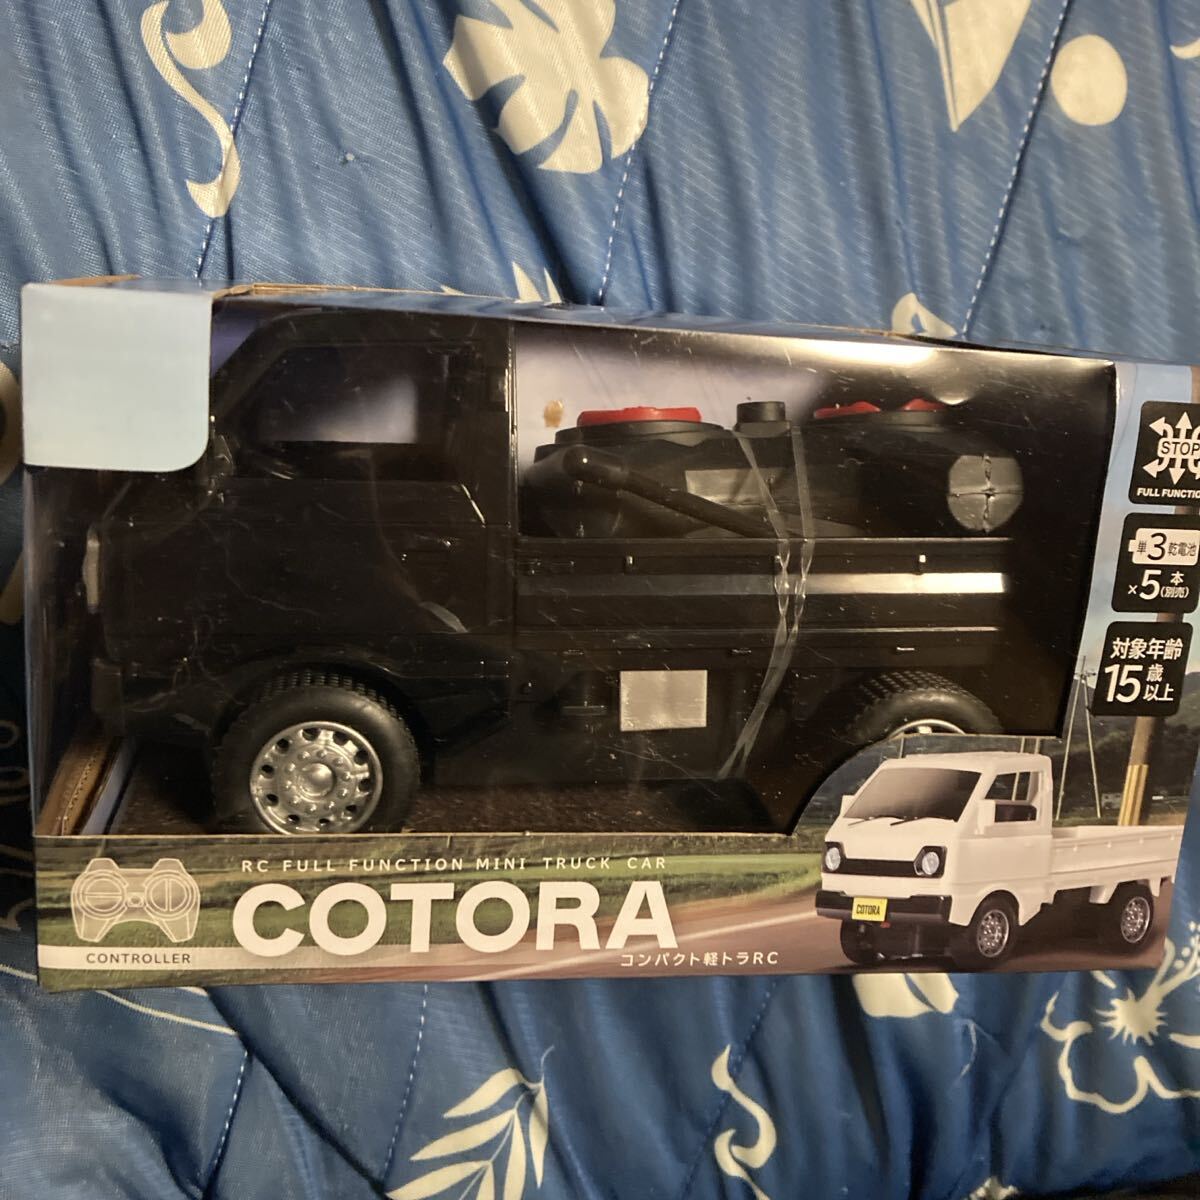 STOP
FULL FUNCTIO
単3乾電池
×5本(別売)
対象年齢
15歳以上
RC FULL FUNCTION MINI TRUCK CAR
COTORA
コンパクト軽トラRC
CONTROLLER
COTORA